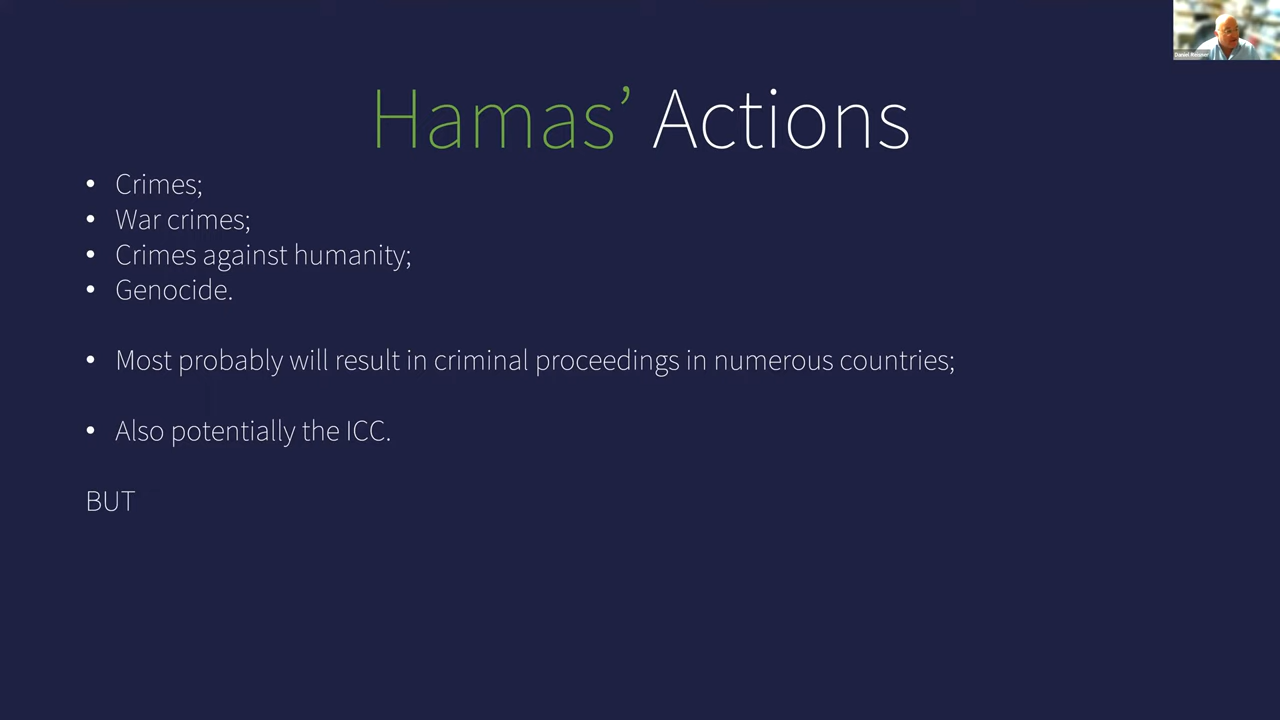 Hamas’ Actions
• Crimes;
• War crimes;
• Crimes against humanity;
• Genocide.
• Most probably will result in criminal proceedings in numerous countries;
• Also potentially the ICC.
BUT
Daniel